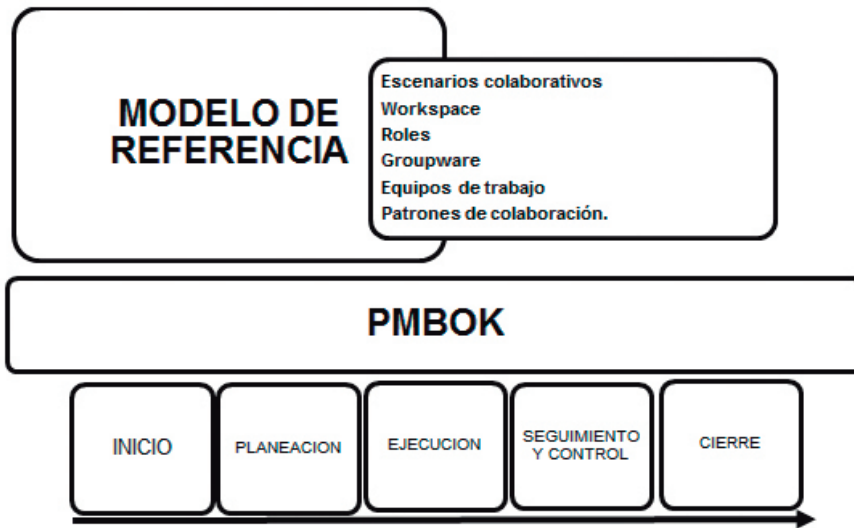 MODELO DE
REFERENCIA
Escenarios colaborativos
Workspace
Roles
Groupware
Equipos de trabajo
Patrones de colaboración.
PMBOK
INICIO
PLANEACION
EJECUCION
SEGUIMIENTO
Y CONTROL
CIERRE